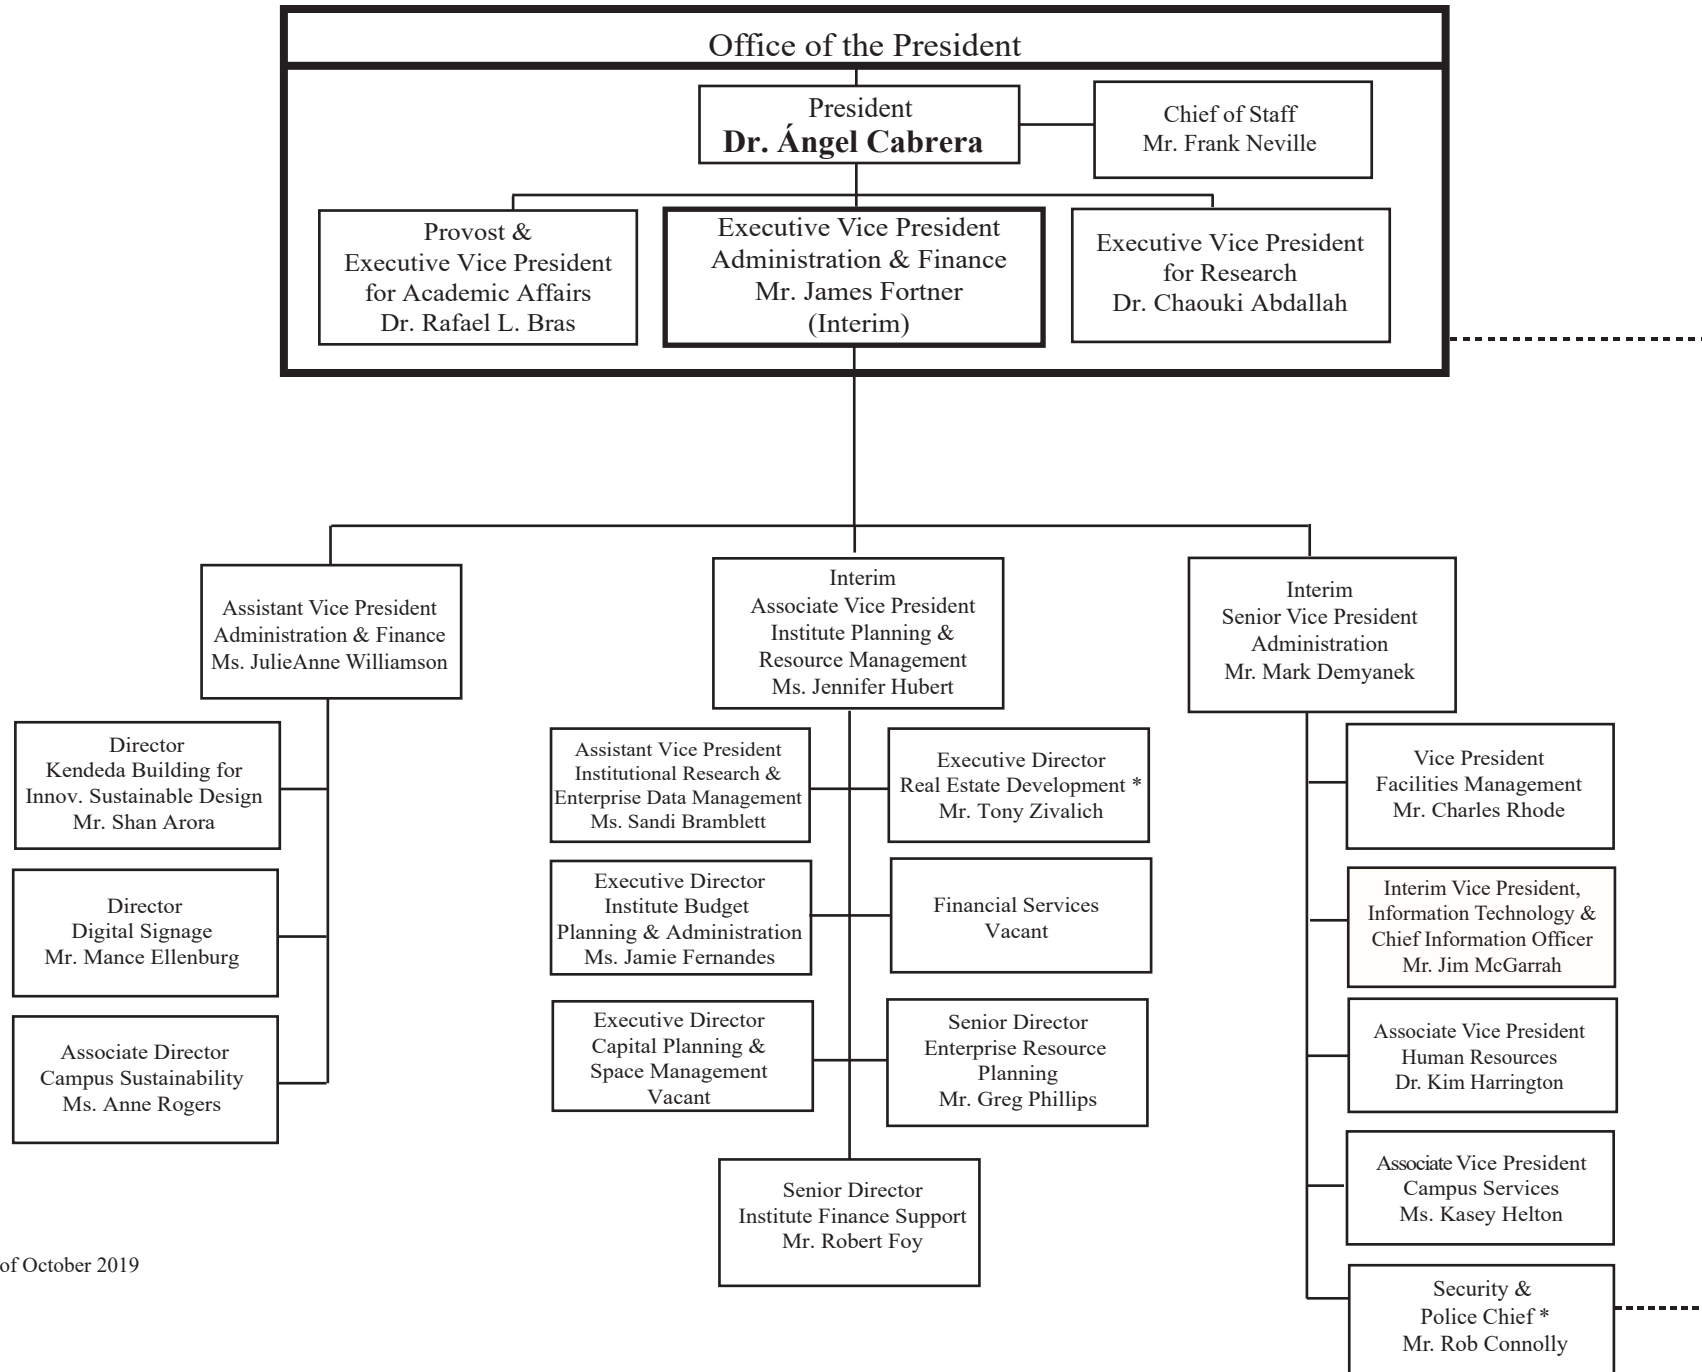 Office of the President
President
Dr. Ángel Cabrera
Chief of Staff
Mr. Frank Neville
Provost &
Executive Vice President
for Academic Affairs
Dr. Rafael L. Bras
Executive Vice President
Administration & Finance
Mr. James Fortner
(Interim)
Executive Vice President
for Research
Dr. Chaouki Abdallah
Assistant Vice President
Administration & Finance
Ms. JulieAnne Williamson
Interim
Associate Vice President
Institute Planning &
Resource Management
Ms. Jennifer Hubert
Interim
Senior Vice President
Administration
Mr. Mark Demyanek
Director
Kendeda Building for
Innov. Sustainable Design
Mr. Shan Arora
Director
Digital Signage
Mr. Mance Ellenburg
Associate Director
Campus Sustainability
Ms. Anne Rogers
Assistant Vice President
Institutional Research &
Enterprise Data Management
Ms. Sandi Bramblett
Executive Director
Real Estate Development *
Mr. Tony Zivalich
Executive Director
Institute Budget
Planning & Administration
Ms. Jamie Fernandes
Financial Services
Vacant
Executive Director
Capital Planning &
Space Management
Vacant
Senior Director
Enterprise Resource
Planning
Mr. Greg Phillips
Senior Director
Institute Finance Support
Mr. Robert Foy
Vice President
Facilities Management
Mr. Charles Rhode
Interim Vice President,
Information Technology &
Chief Information Officer
Mr. Jim McGarrah
Associate Vice President
Human Resources
Dr. Kim Harrington
Associate Vice President
Campus Services
Ms. Kasey Helton
Security &
Police Chief *
Mr. Rob Connolly
of October 2019